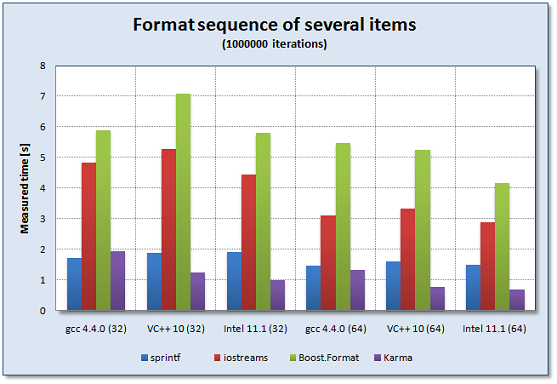 Format sequence of several items
(1000000 iterations)
Measured time [s]
8
7
6
5
4
3
2
1
0
gcc 4.4.0 (32) VC++ 10 (32) Intel 11.1 (32) gcc 4.4.0 (64) VC++ 10 (64) Intel 11.1 (64)
sprintf iostreams Boost.Format Karma